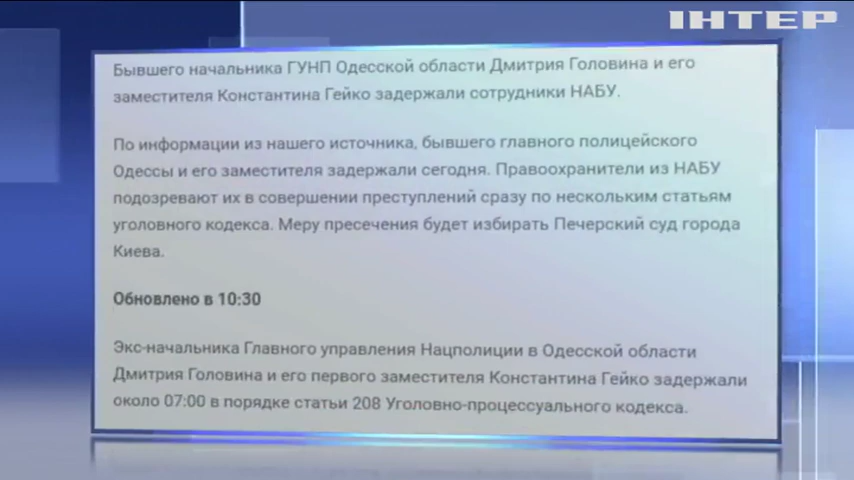 ІНТЕР
Бывшего начальника ГУНП Одесской области Дмитрия Головина и его
заместителя Константина Гейко задержали сотрудники НАБУ.
По информации из нашего источника, бывшего главного полицейского
Одессы и его заместителя задержали сегодня. Правоохранители из НАБУ
подозревают их в совершении преступлений сразу по нескольким статьям
уголовного кодекса. Меру пресечения будет избирать Печерский суд города
Киева.
Обновлено в 10:30
Экс-начальника Главного управления Нацполиции в Одесской области
Дмитрия Головина и его первого заместителя Константина Гейко задержали
около 07:00 в порядке статьи 208 Уголовно-процессуального кодекса.